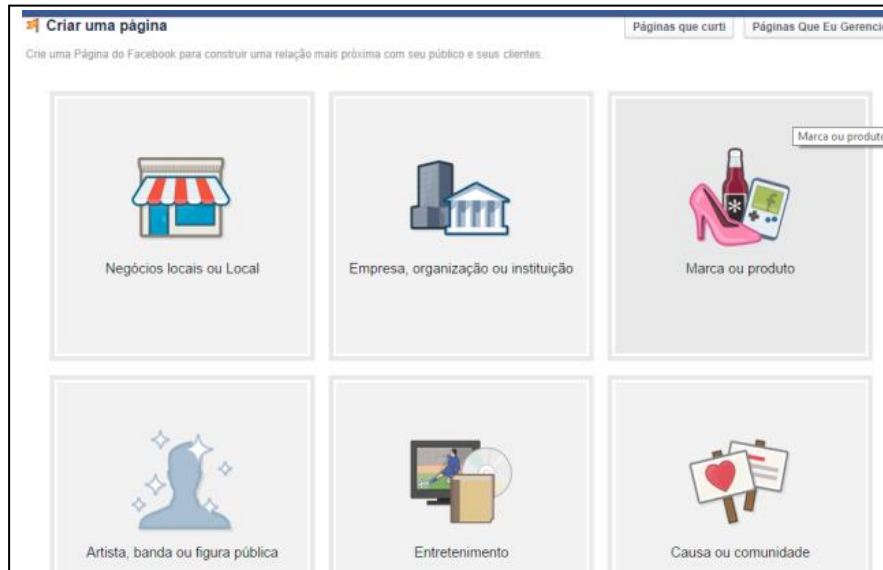 Criar uma página
Páginas que curti
Páginas Que Eu Gerencio
Crie uma Página do Facebook para construir uma relação mais próxima com seu público e seus clientes.
Marca ou produto
Negócios locais ou Local
Empresa, organização ou instituição
Marca ou produto
Artista, banda ou figura pública
Entretenimento
Causa ou comunidade